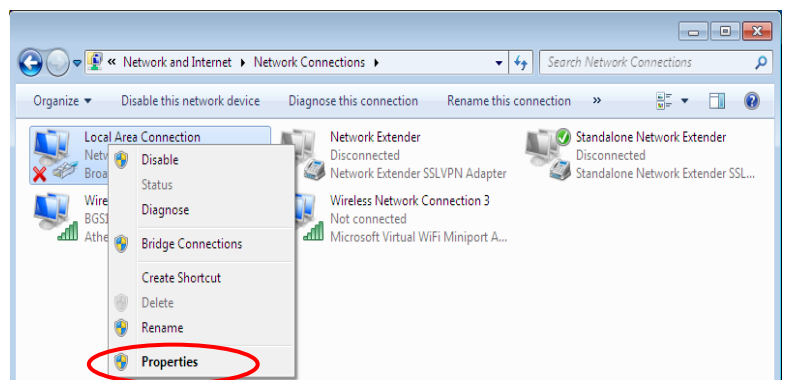 « Network and Internet ▸ Network Connections ▸
Search Network Connections
Organize ▾ Disable this network device Diagnose this connection Rename this connection »
Local Area Connection
Netw
Broa
Network Extender
Disconnected
Network Extender SSLVPN Adapter
Standalone Network Extender
Disconnected
Standalone Network Extender SSL...
Wire
Athe
Wireless Network Connection 3
Not connected
Microsoft Virtual WiFi Miniport A...
Disable
Status
Diagnose
Bridge Connections
Create Shortcut
Delete
Rename
Properties